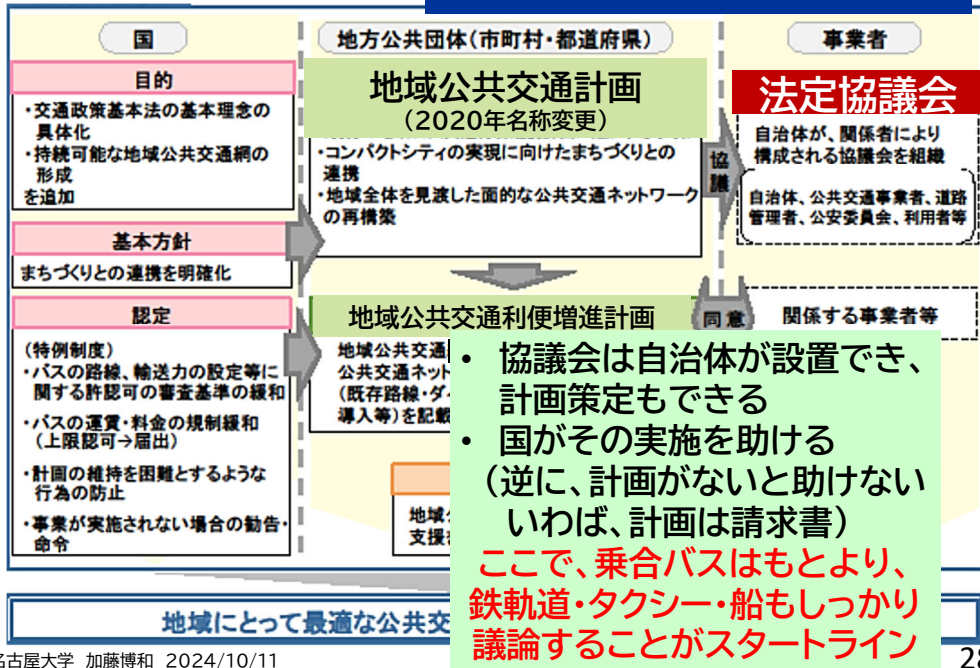 国
目的
・交通政策基本法の基本理念の
具体化
・持続可能な地域公共交通網の
形成
を追加
基本方針
まちづくりとの連携を明確化
認定
(特例制度)
・バスの路線、輸送力の設定等に
関する許認可の審査基準の緩和
・バスの運賃・料金の規制緩和
(上限認可→届出)
・計画の維持を困難とするような
行為の防止
・事業が実施されない場合の勧告・
命令
地方公共団体(市町村・都道府県)
地域公共交通計画
(2020年名称変更)
・コンパクトシティの実現に向けたまちづくりとの
連携
・地域全体を見渡した面的な公共交通ネットワーク
の再構築
協議
事業者
法定協議会
自治体が、関係者により
構成される協議会を組織
自治体、公共交通事業者、道路
管理者、公安委員会、利用者等
地域公共交通利便増進計画
同意
関係する事業者等
地域公共交通
公共交通ネット
(既存路線・ダイ
導入等)を記載
地域
支援
• 協議会は自治体が設置でき、
計画策定もできる
• 国がその実施を助ける
(逆に、計画がないと助けない
いわば、計画は請求書)
ここで、乗合バスはもとより、
鉄軌道・タクシー・船もしっかり
議論することがスタートライン
地域にとって最適な公共交
名古屋大学 加藤博和 2024/10/11